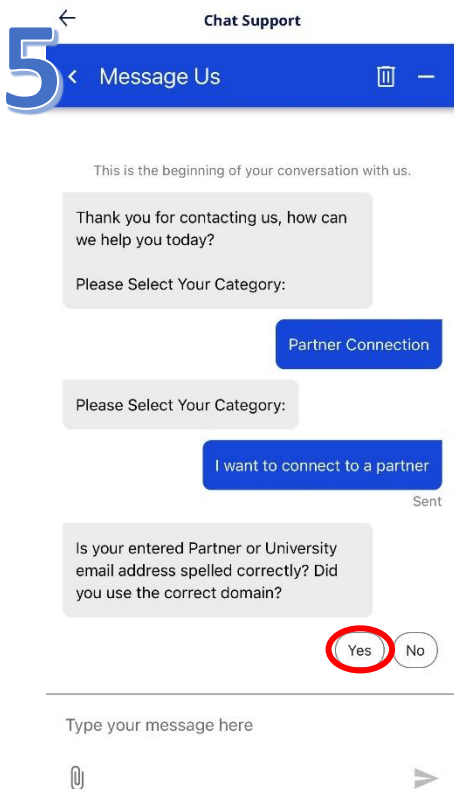 Chat Support
5
Message Us
This is the beginning of your conversation with us.
Thank you for contacting us, how can
we help you today?
Please Select Your Category:
Partner Connection
Please Select Your Category:
I want to connect to a partner
Sent
Is your entered Partner or University
email address spelled correctly? Did
you use the correct domain?
Yes No
Type your message here